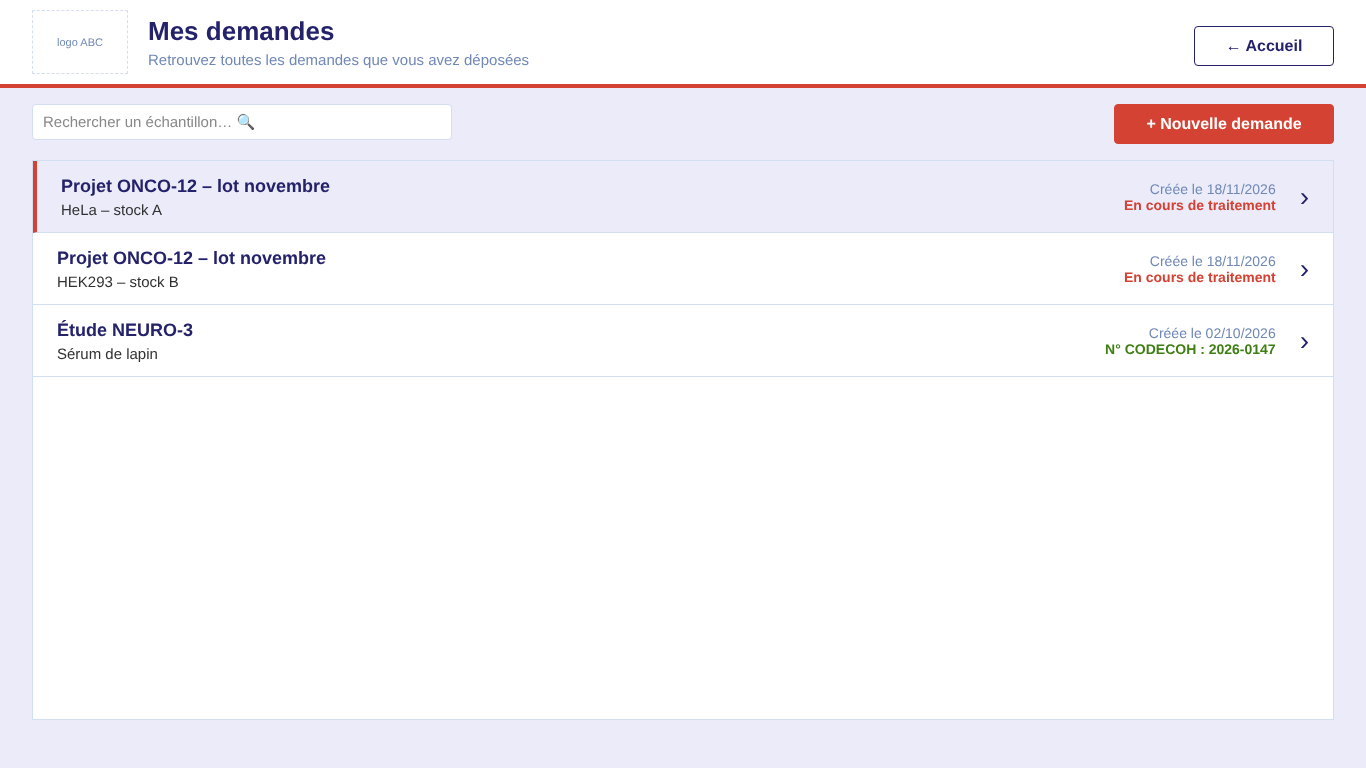 logo ABC
Mes demandes
Retrouvez toutes les demandes que vous avez déposées
← Accueil
Rechercher un échantillon… 🔍
+ Nouvelle demande
Projet ONCO-12 – lot novembre
HeLa – stock A
Créée le 18/11/2026
En cours de traitement
›
Projet ONCO-12 – lot novembre
HEK293 – stock B
Créée le 18/11/2026
En cours de traitement
›
Étude NEURO-3
Sérum de lapin
Créée le 02/10/2026
N° CODECOH : 2026-0147
›